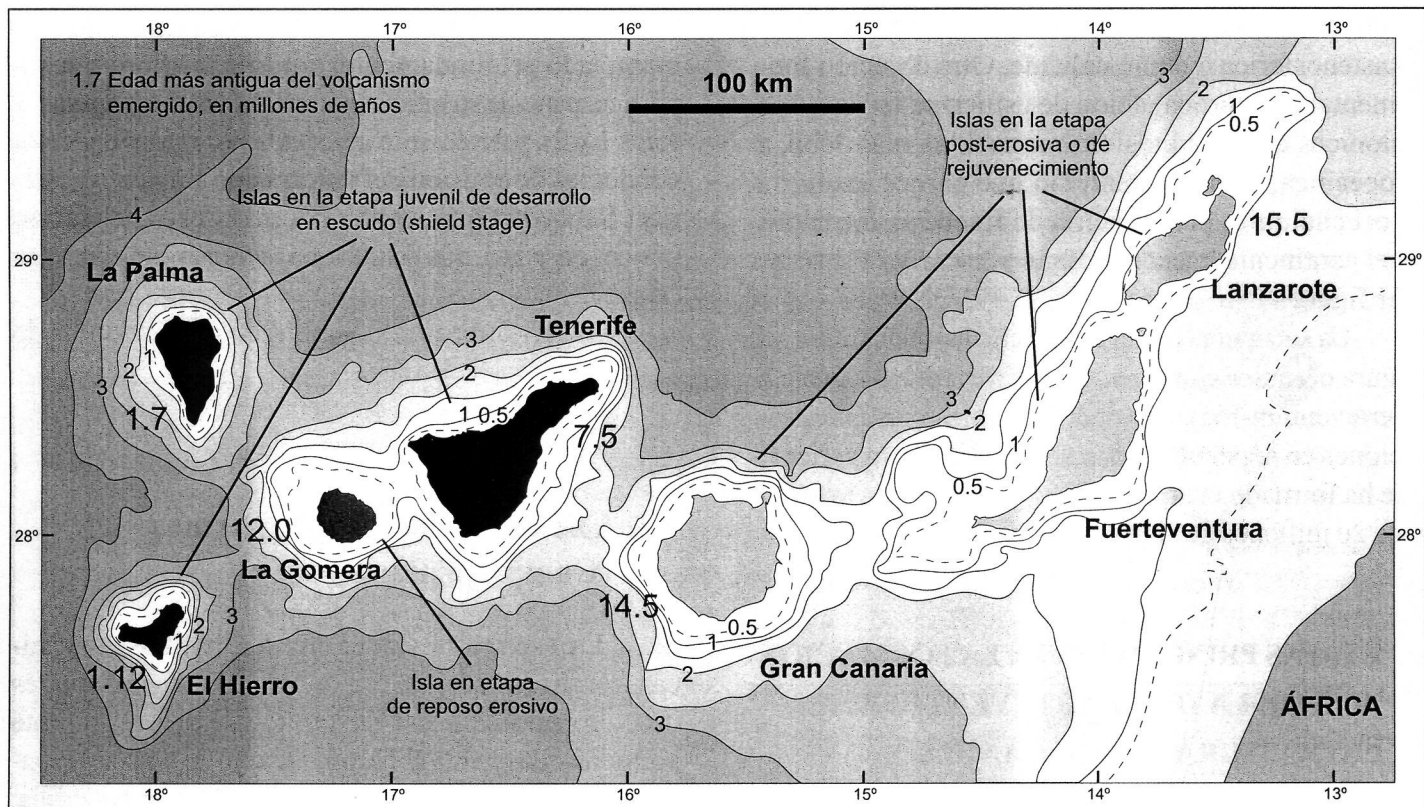 18º 17º 16º 15º 14º 13º
1.7 Edad más antigua del volcanismo
emergido, en millones de años
100 km
3 2 1 0.5
Islas en la etapa
post-erosiva o de
rejuvenecimiento
4
Islas en la etapa juvenil de desarrollo
en escudo (shield stage)
15.5
29º
29º
La Palma
Lanzarote
Tenerife
3
2
1 2 3
1.7
1 0.5
7.5
3 2
1
0.5
12.0
28º
28º
La Gomera
Fuerteventura
14.5
0.5
1
2
3
Gran Canaria
3
2
1
1.12
El Hierro
Isla en etapa
de reposo erosivo
ÁFRICA
18º 17º 16º 15º 14º 13º